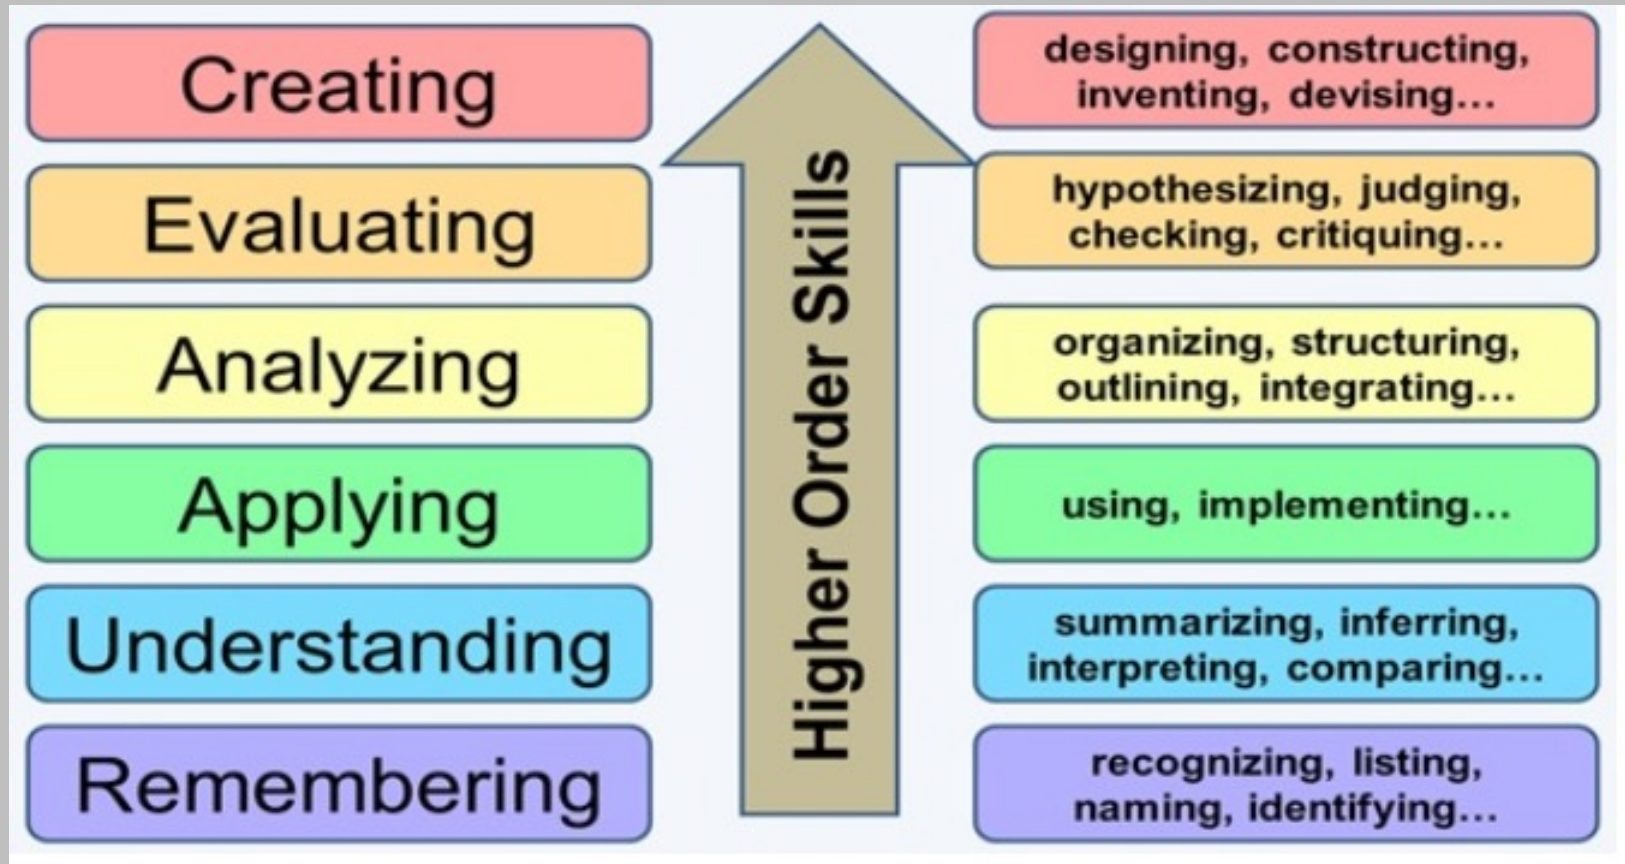 Creating
designing, constructing,
inventing, devising...
Evaluating
hypothesizing, judging,
checking, critiquing...
Analyzing
organizing, structuring,
outlining, integrating...
Applying
using, implementing...
Understanding
summarizing, inferring,
interpreting, comparing...
Remembering
recognizing, listing,
naming, identifying...
Higher Order Skills